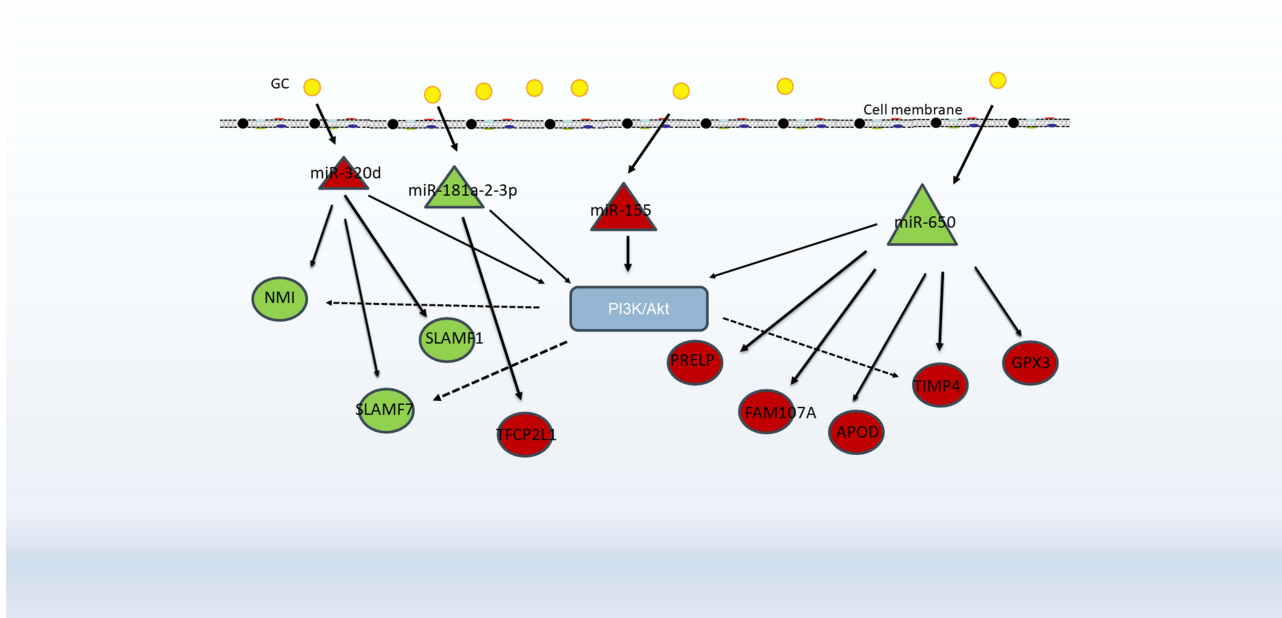 GC
Cell membrane
miR-320d
miR-181a-2-3p
miR-155
miR-650
NMI
PI3K/Akt
SLAMF1
PRELP
GPX3
TIMP4
SLAMF7
FAM107A
TFCP2L1
APOD